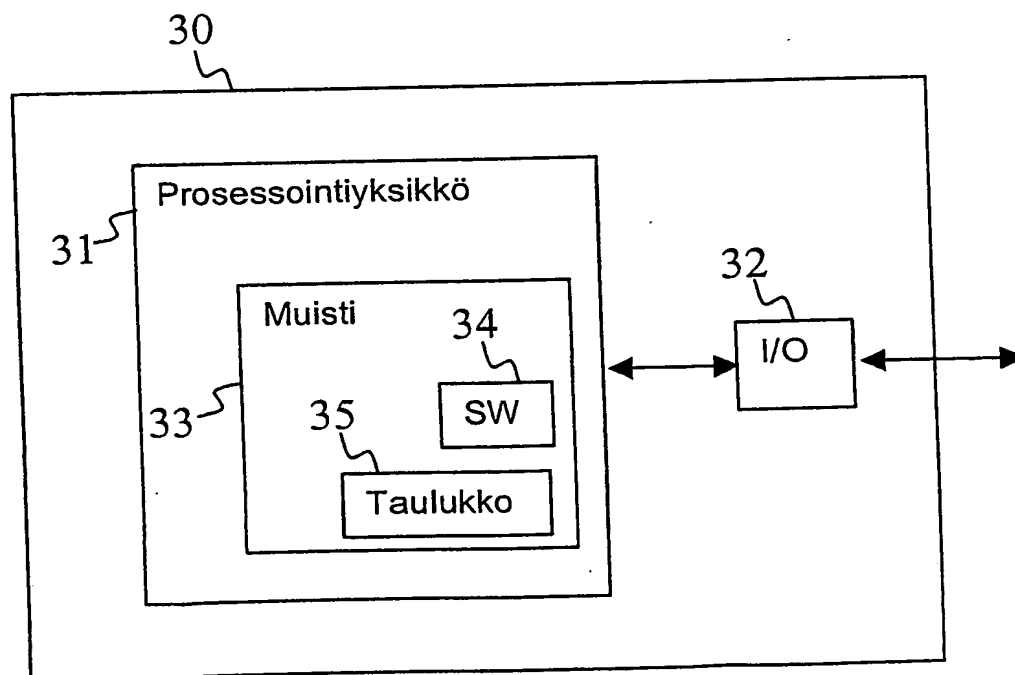 30
Prosessointiyksikkö
31
32
Muisti
34
I/O
33
35
SW
Taulukko